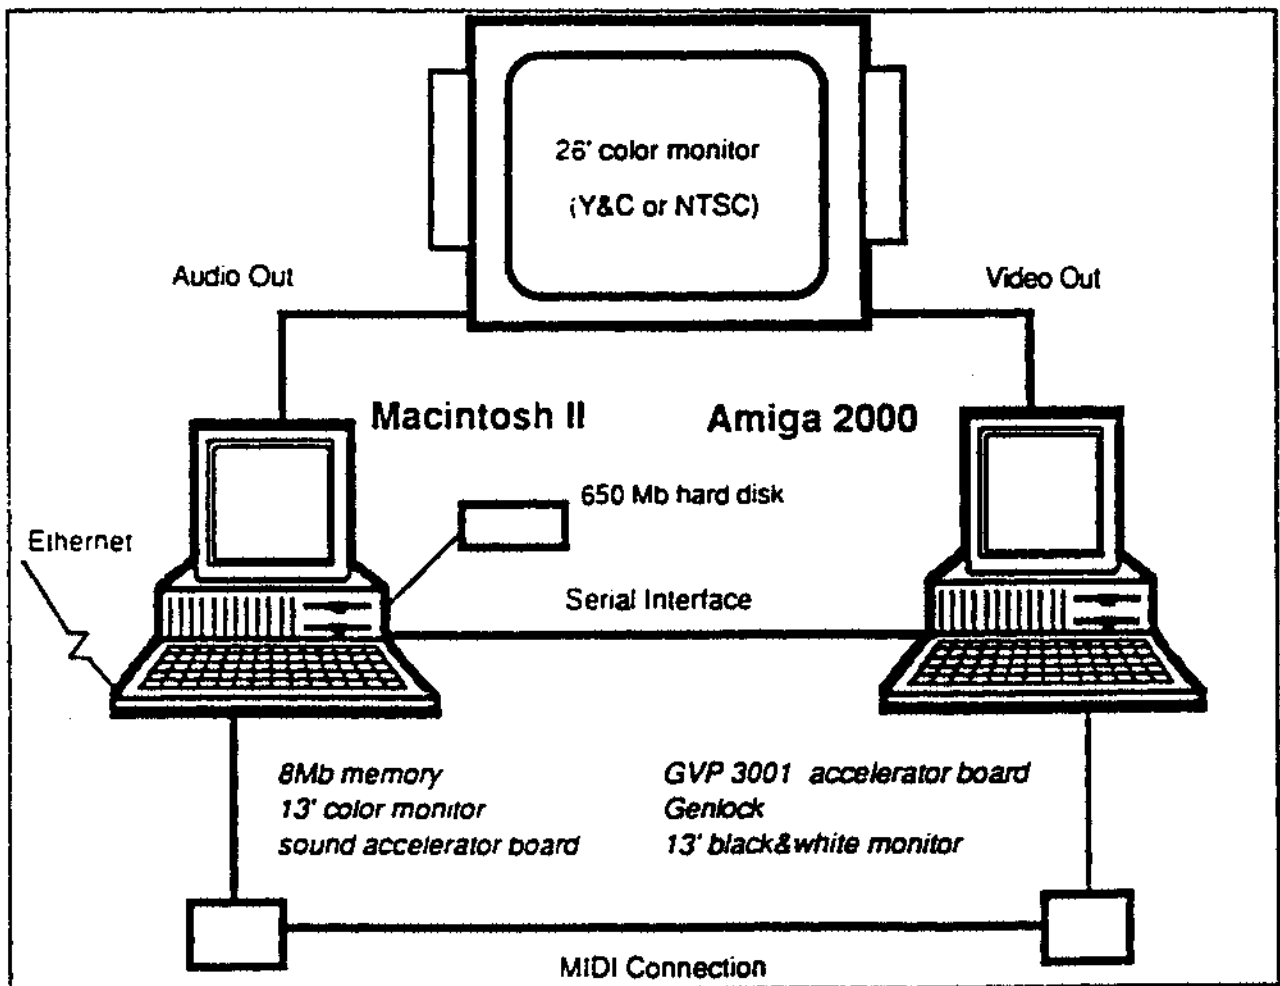 26' color monitor
(Y&C or NTSC)
Audio Out
Video Out
Macintosh II
Amiga 2000
650 Mb hard disk
Ethernet
Serial Interface
8Mb memory
13' color monitor
sound accelerator board
GVP 3001 accelerator board
Genlock
13' black&white monitor
MIDI Connection